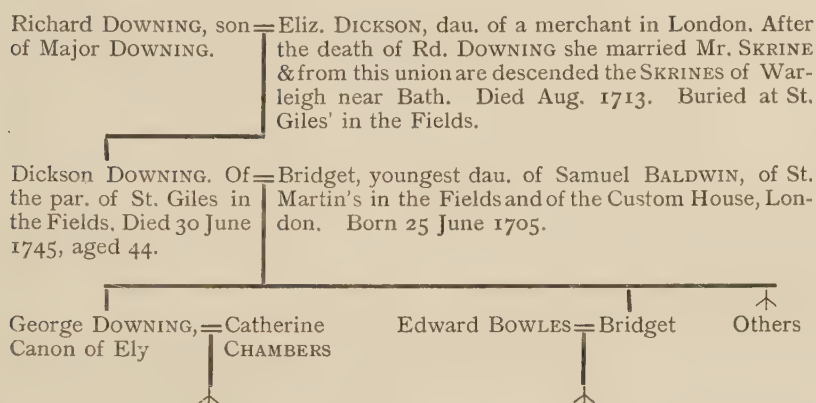 Richard DOWNING, son
of Major DOWNING.
= Eliz. DICKSON, dau. of a merchant in London. After
the death of Rd. DOWNING she married Mr. SKRINE
& from this union are descended the SKRINES of War-
leigh near Bath. Died Aug. 1713. Buried at St.
Giles' in the Fields.
Dickson DOWNING. Of
the par. of St. Giles in
the Fields. Died 30 June
1745, aged 44.
= Bridget, youngest dau. of Samuel BALDWIN, of St.
Martin's in the Fields and of the Custom House, Lon-
don. Born 25 June 1705.
George DOWNING, = Catherine
Canon of Ely CHAMBERS
Edward BOWLES = Bridget
Others